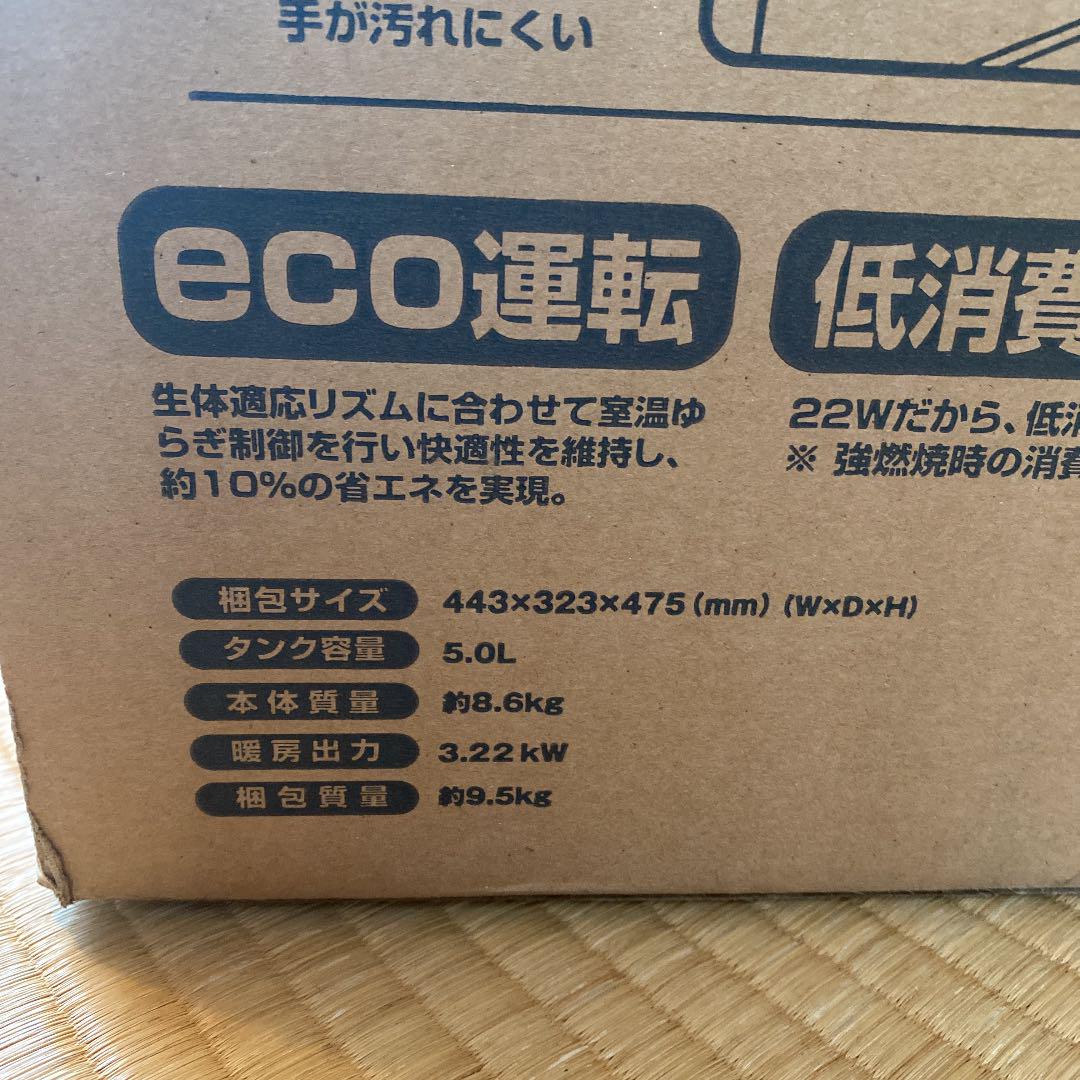 手が汚れにくい
eco運転
低消費
生体適応リズムに合わせて室温ゆ
らぎ制御を行い快適性を維持し、
約10%の省エネを実現。
22Wだから、低消
※ 強燃焼時の消費
梱包サイズ 443×323×475(mm) (W×D×H)
タンク容量 5.0L
本体質量 約8.6kg
暖房出力 3.22kW
梱包質量 約9.5kg